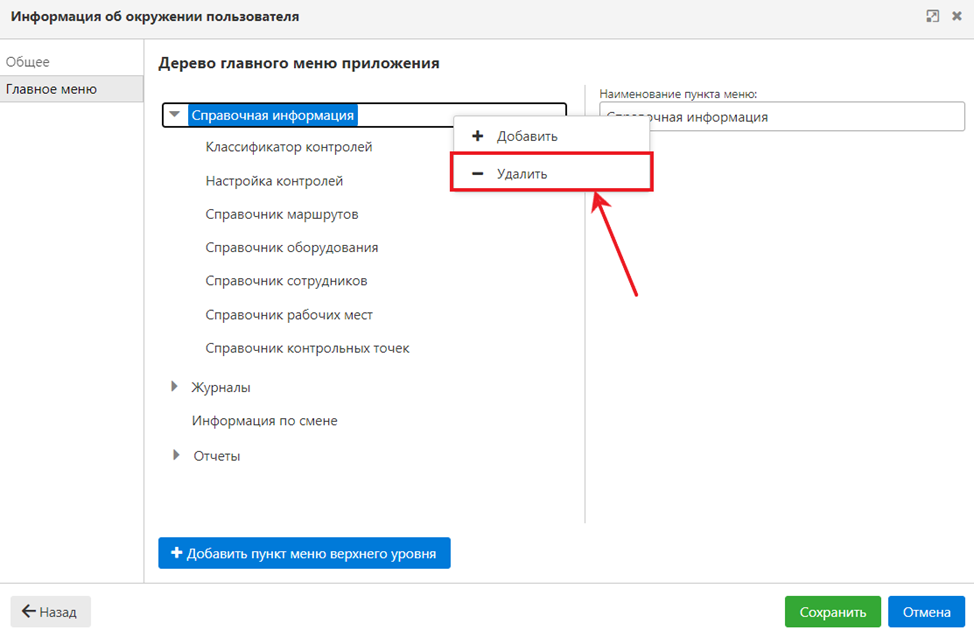 Информация об окружении пользователя
Общее
Главное меню
Дерево главного меню приложения
Справочная информация
Классификатор контролей
Настройка контролей
Справочник маршрутов
Справочник оборудования
Справочник сотрудников
Справочник рабочих мест
Справочник контрольных точек
Журналы
Информация по смене
Отчеты
Добавить
Удалить
Наименование пункта меню:
Справочная информация
Добавить пункт меню верхнего уровня
Назад
Сохранить
Отмена